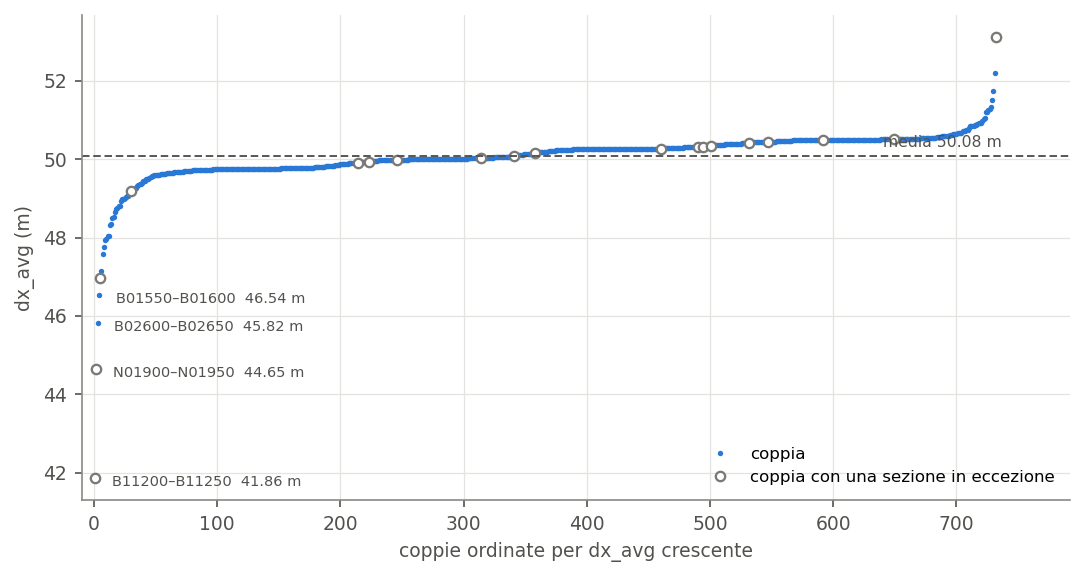 52
50
48
46
44
42
dx_avg (m)
media 50.08 m
B01550–B01600 46.54 m
B02600–B02650 45.82 m
N01900–N01950 44.65 m
B11200–B11250 41.86 m
coppia
coppia con una sezione in eccezione
0 100 200 300 400 500 600 700
coppie ordinate per dx_avg crescente